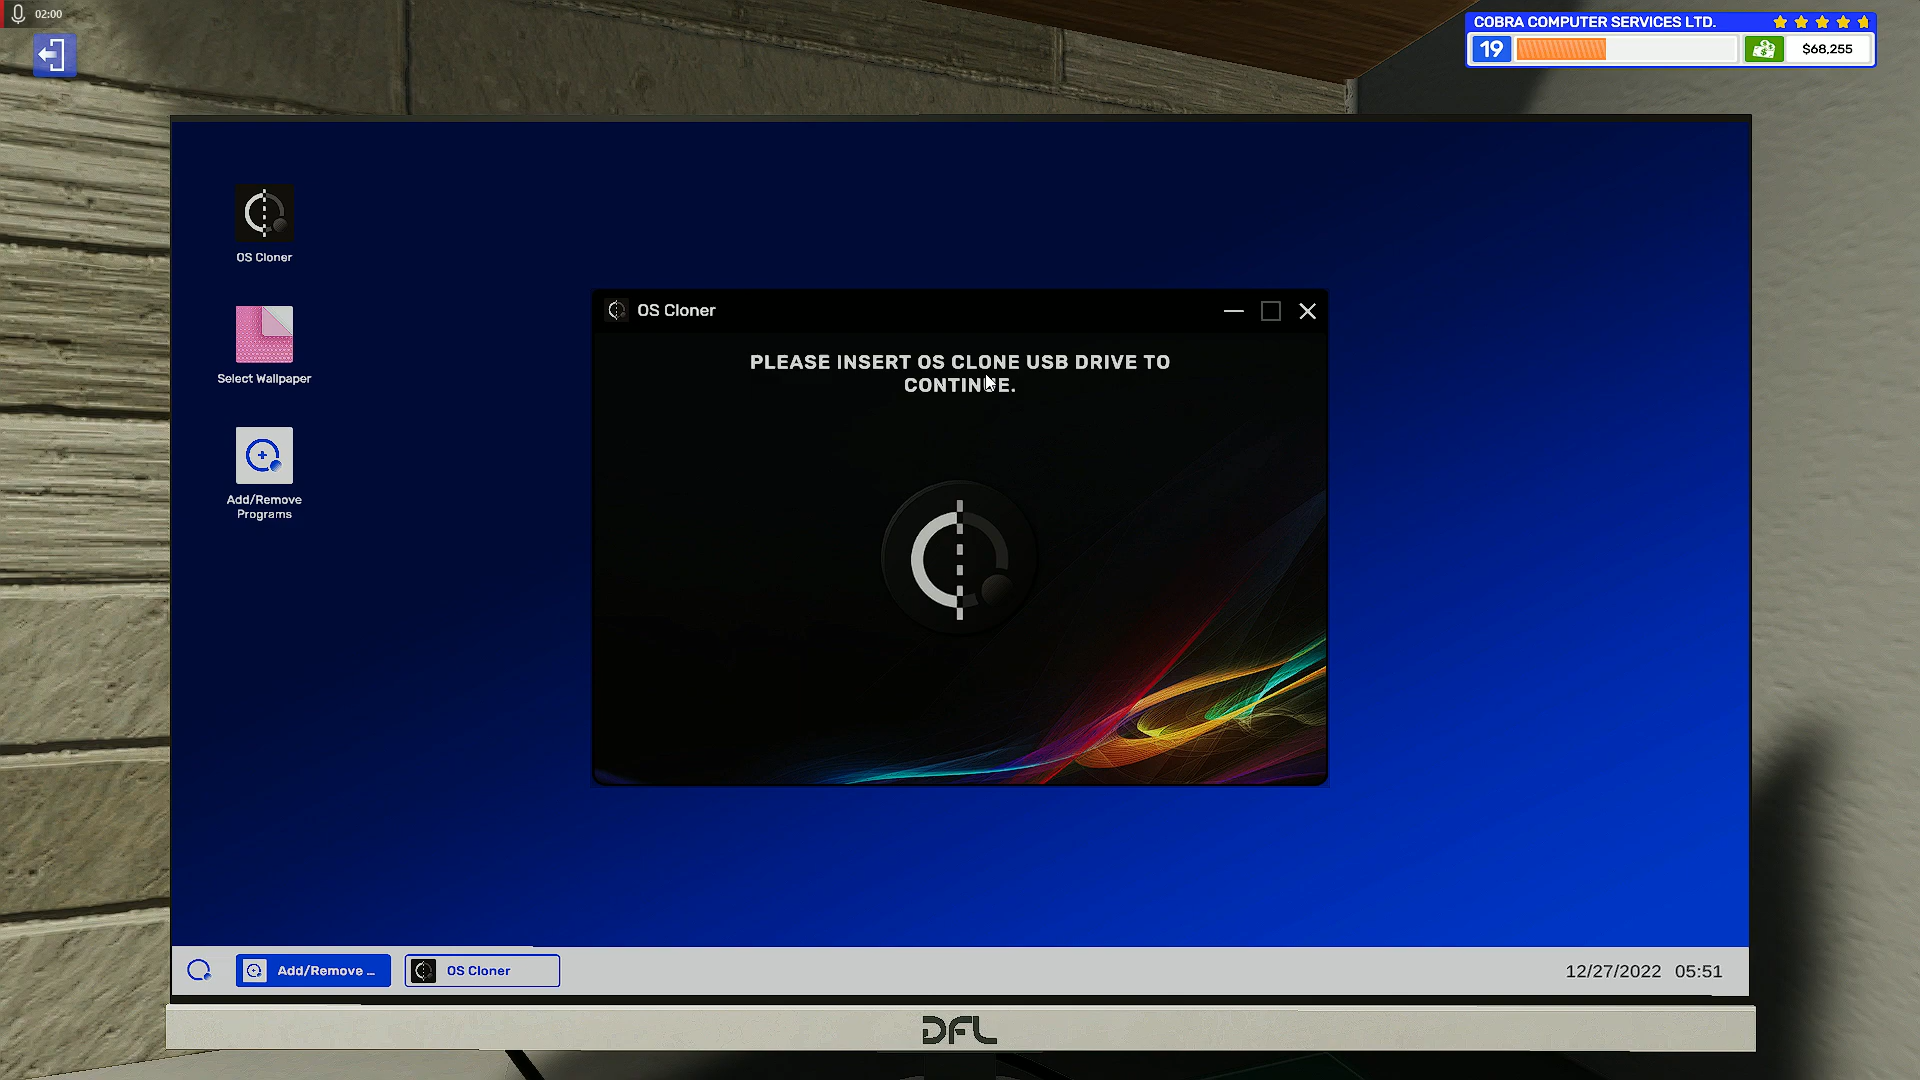 02:00
COBRA COMPUTER SERVICES LTD.
19
$68,255
OS Cloner
Select Wallpaper
Add/Remove
Programs
OS Cloner
PLEASE INSERT OS CLONE USB DRIVE TO
CONTINUE.
Add/Remove ...
OS Cloner
12/27/2022 05:51
DFL